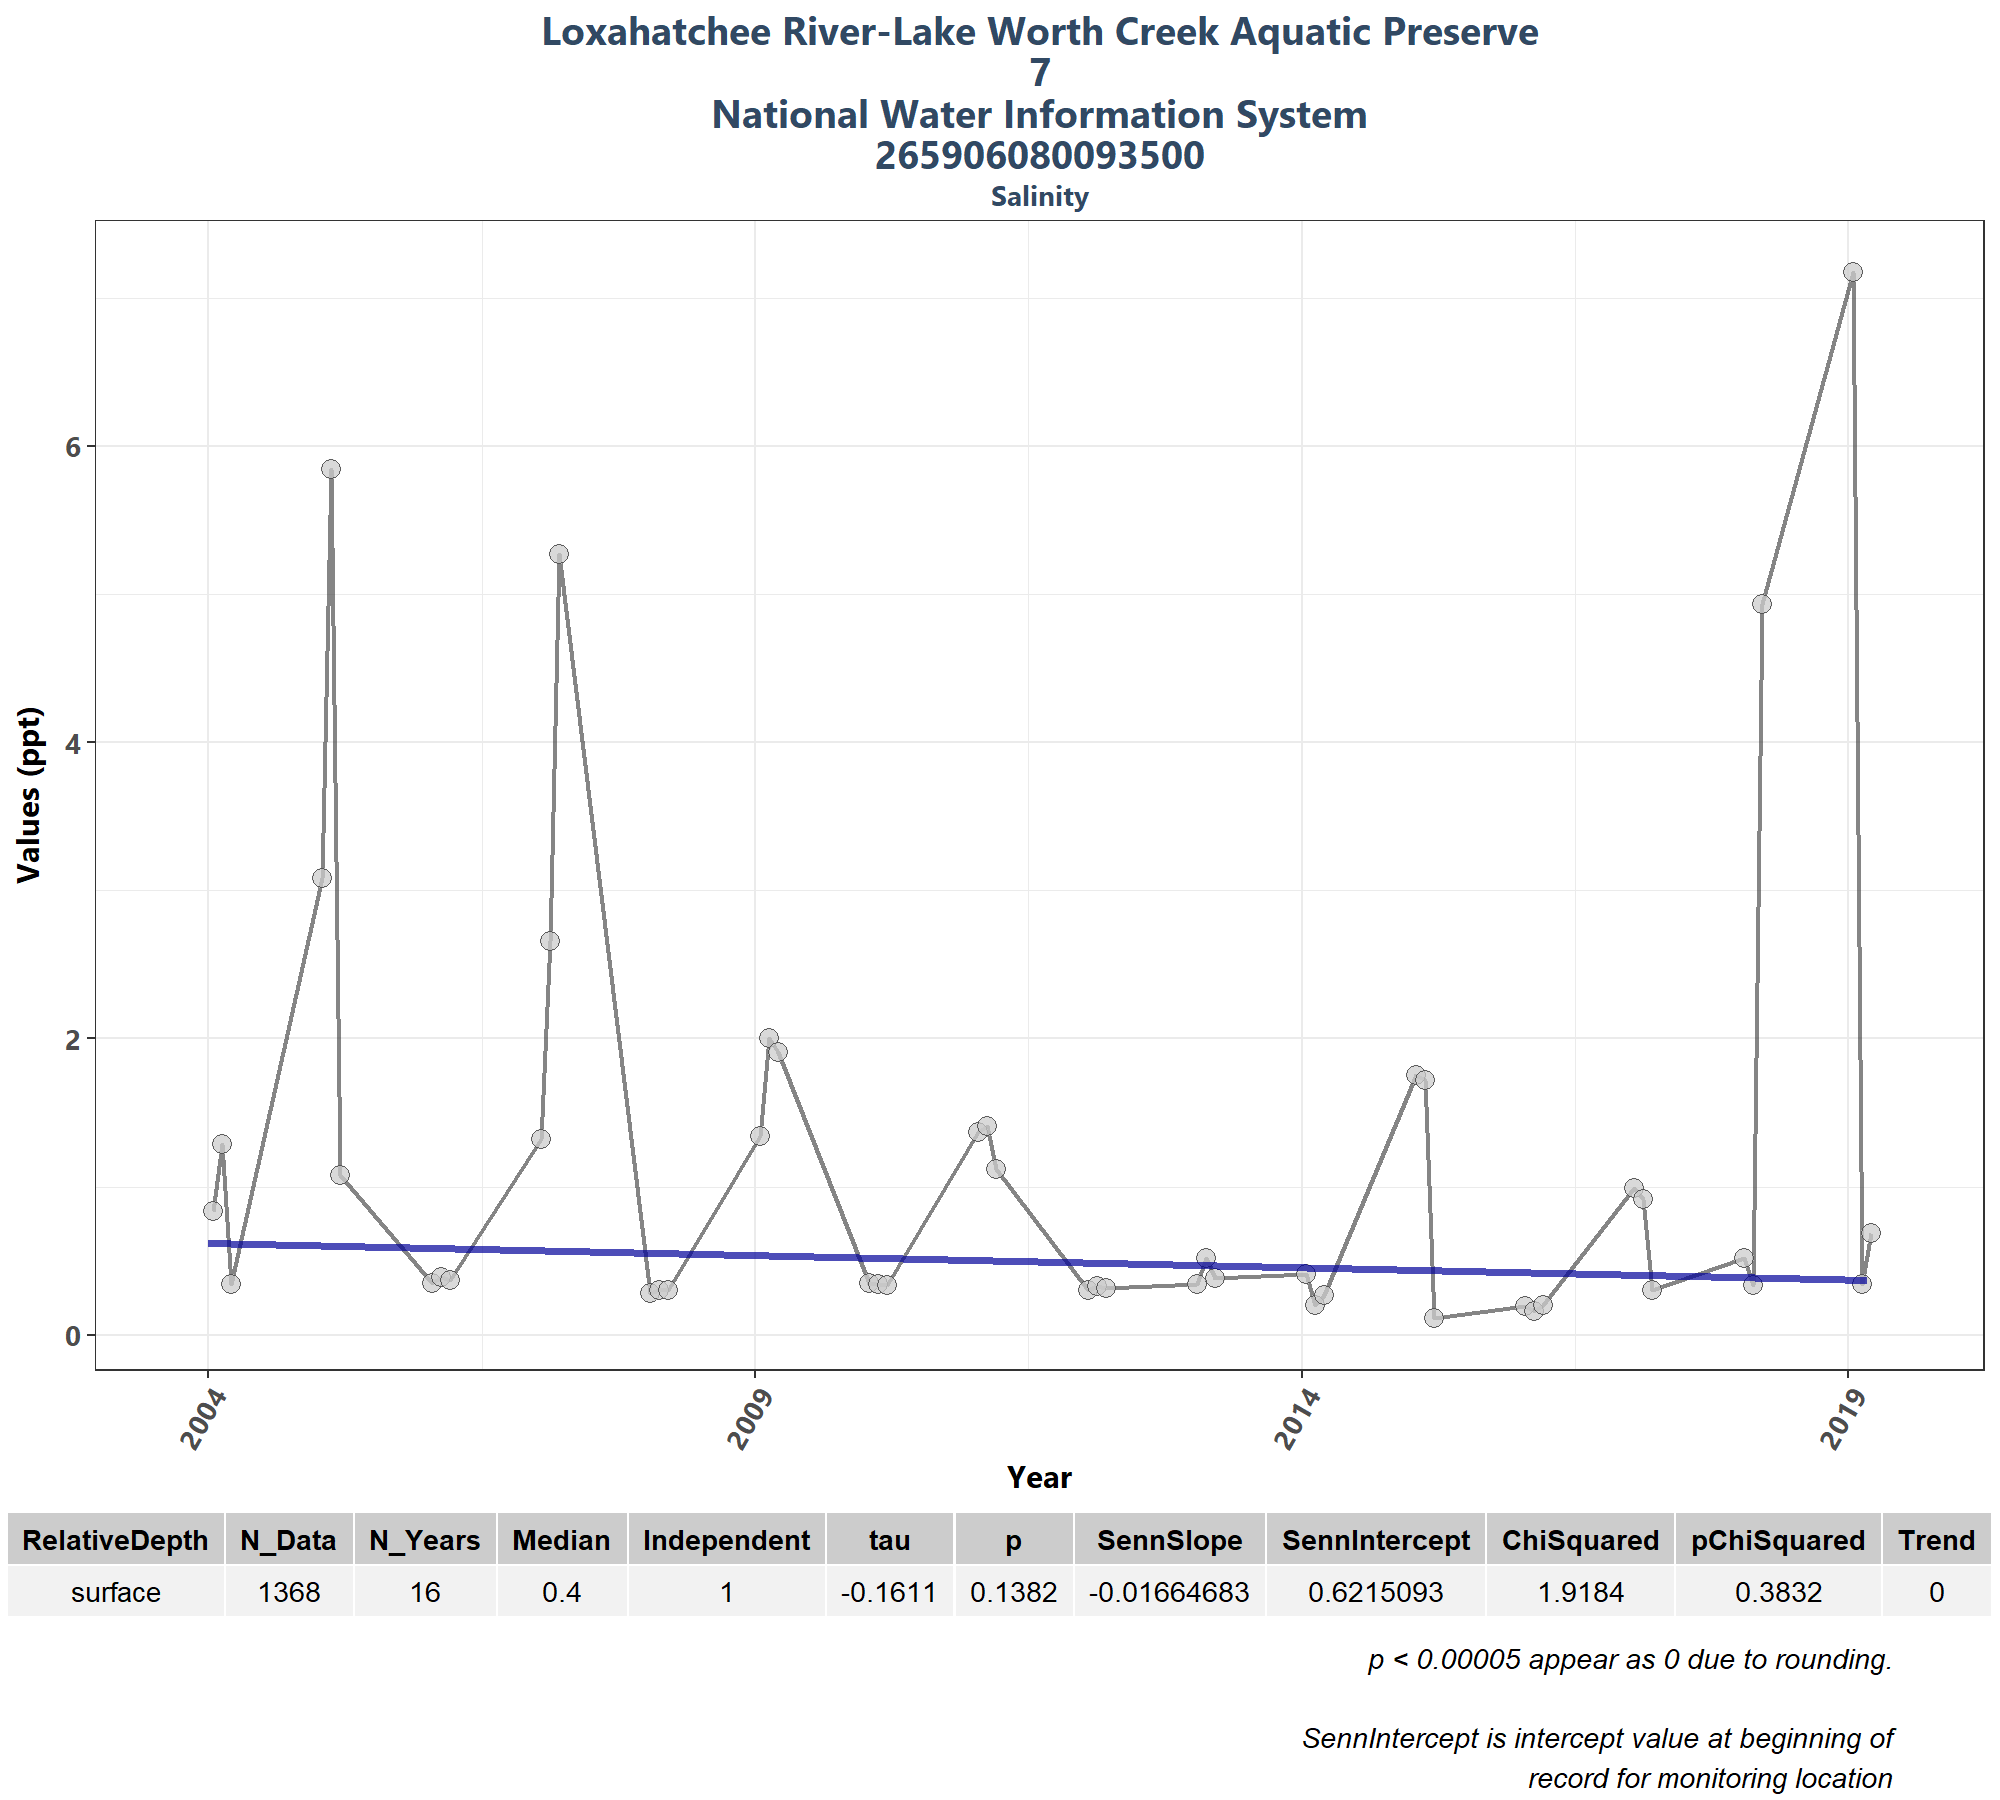 Loxahatchee River-Lake Worth Creek Aquatic Preserve
7
National Water Information System
265906080093500
Salinity
Values (ppt)
6
4
2
0
2004 2009 2014 2019
Year
RelativeDepth N_Data N_Years Median Independent tau p SennSlope SennIntercept ChiSquared pChiSquared Trend
surface 1368 16 0.4 1 -0.1611 0.1382 -0.01664683 0.6215093 1.9184 0.3832 0
p < 0.00005 appear as 0 due to rounding.
SennIntercept is intercept value at beginning of
record for monitoring location